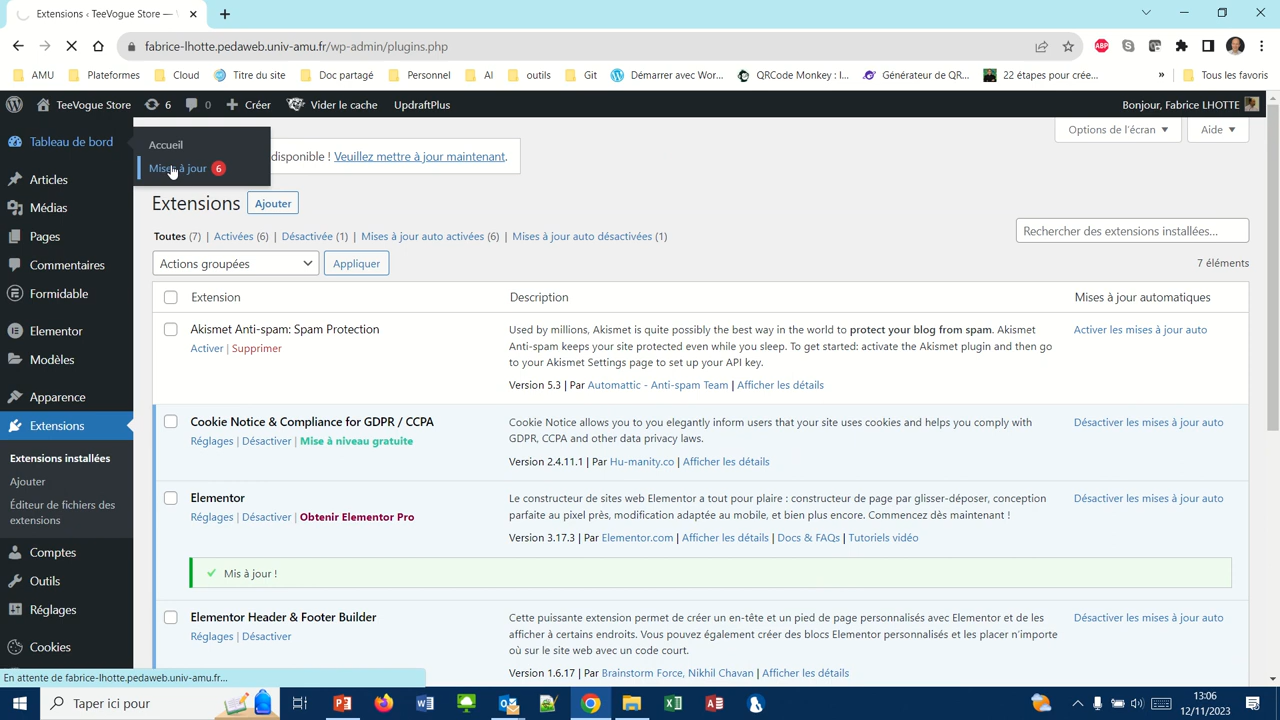 Extensions ‹ TeeVogue Store — W
fabrice-lhotte.pedaweb.univ-amu.fr/wp-admin/plugins.php
AMU Plateformes Cloud Titre du site Doc partagé Personnel AI outils Git Démarrer avec Wor... QRCode Monkey : l... Générateur de QR... 22 étapes pour crée... » Tous les favoris
TeeVogue Store 6 0 Créer Vider le cache UpdraftPlus Bonjour, Fabrice LHOTTE
Tableau de bord
Accueil
Mises à jour 6
Articles
Médias
Pages
Commentaires
Formidable
Elementor
Modèles
Apparence
Extensions
Extensions installées
Ajouter
Éditeur de fichiers des
extensions
Comptes
Outils
Réglages
Cookies
disponible ! Veuillez mettre à jour maintenant.
Options de l'écran ▼ Aide ▼
Extensions Ajouter
Toutes (7) | Activées (6) | Désactivée (1) | Mises à jour auto activées (6) | Mises à jour auto désactivées (1)
Rechercher des extensions installées...
Actions groupées Appliquer
7 éléments
Extension Description Mises à jour automatiques
Akismet Anti-spam: Spam Protection
Activer | Supprimer
Used by millions, Akismet is quite possibly the best way in the world to protect your blog from spam. Akismet
Anti-spam keeps your site protected even while you sleep. To get started: activate the Akismet plugin and then go
to your Akismet Settings page to set up your API key.
Version 5.3 | Par Automattic - Anti-spam Team | Afficher les détails
Activer les mises à jour auto
Cookie Notice & Compliance for GDPR / CCPA
Réglages | Désactiver | Mise à niveau gratuite
Cookie Notice allows you to you elegantly inform users that your site uses cookies and helps you comply with
GDPR, CCPA and other data privacy laws.
Version 2.4.11.1 | Par Hu-manity.co | Afficher les détails
Désactiver les mises à jour auto
Elementor
Réglages | Désactiver | Obtenir Elementor Pro
Le constructeur de sites web Elementor a tout pour plaire : constructeur de page par glisser-déposer, conception
parfaite au pixel près, modification adaptée au mobile, et bien plus encore. Commencez dès maintenant !
Version 3.17.3 | Par Elementor.com | Afficher les détails | Docs & FAQs | Tutoriels vidéo
Désactiver les mises à jour auto
Mis à jour !
Elementor Header & Footer Builder
Réglages | Désactiver
Cette puissante extension permet de créer un en-tête et un pied de page personnalisés avec Elementor et de les
afficher à certains endroits. Vous pouvez également créer des blocs Elementor personnalisés et les placer n'importe
où sur le site web avec un code court.
Version 1.6.17 | Par Brainstorm Force, Nikhil Chavan | Afficher les détails
Désactiver les mises à jour auto
En attente de fabrice-lhotte.pedaweb.univ-amu.fr...
Taper ici pour
13:06
12/11/2023